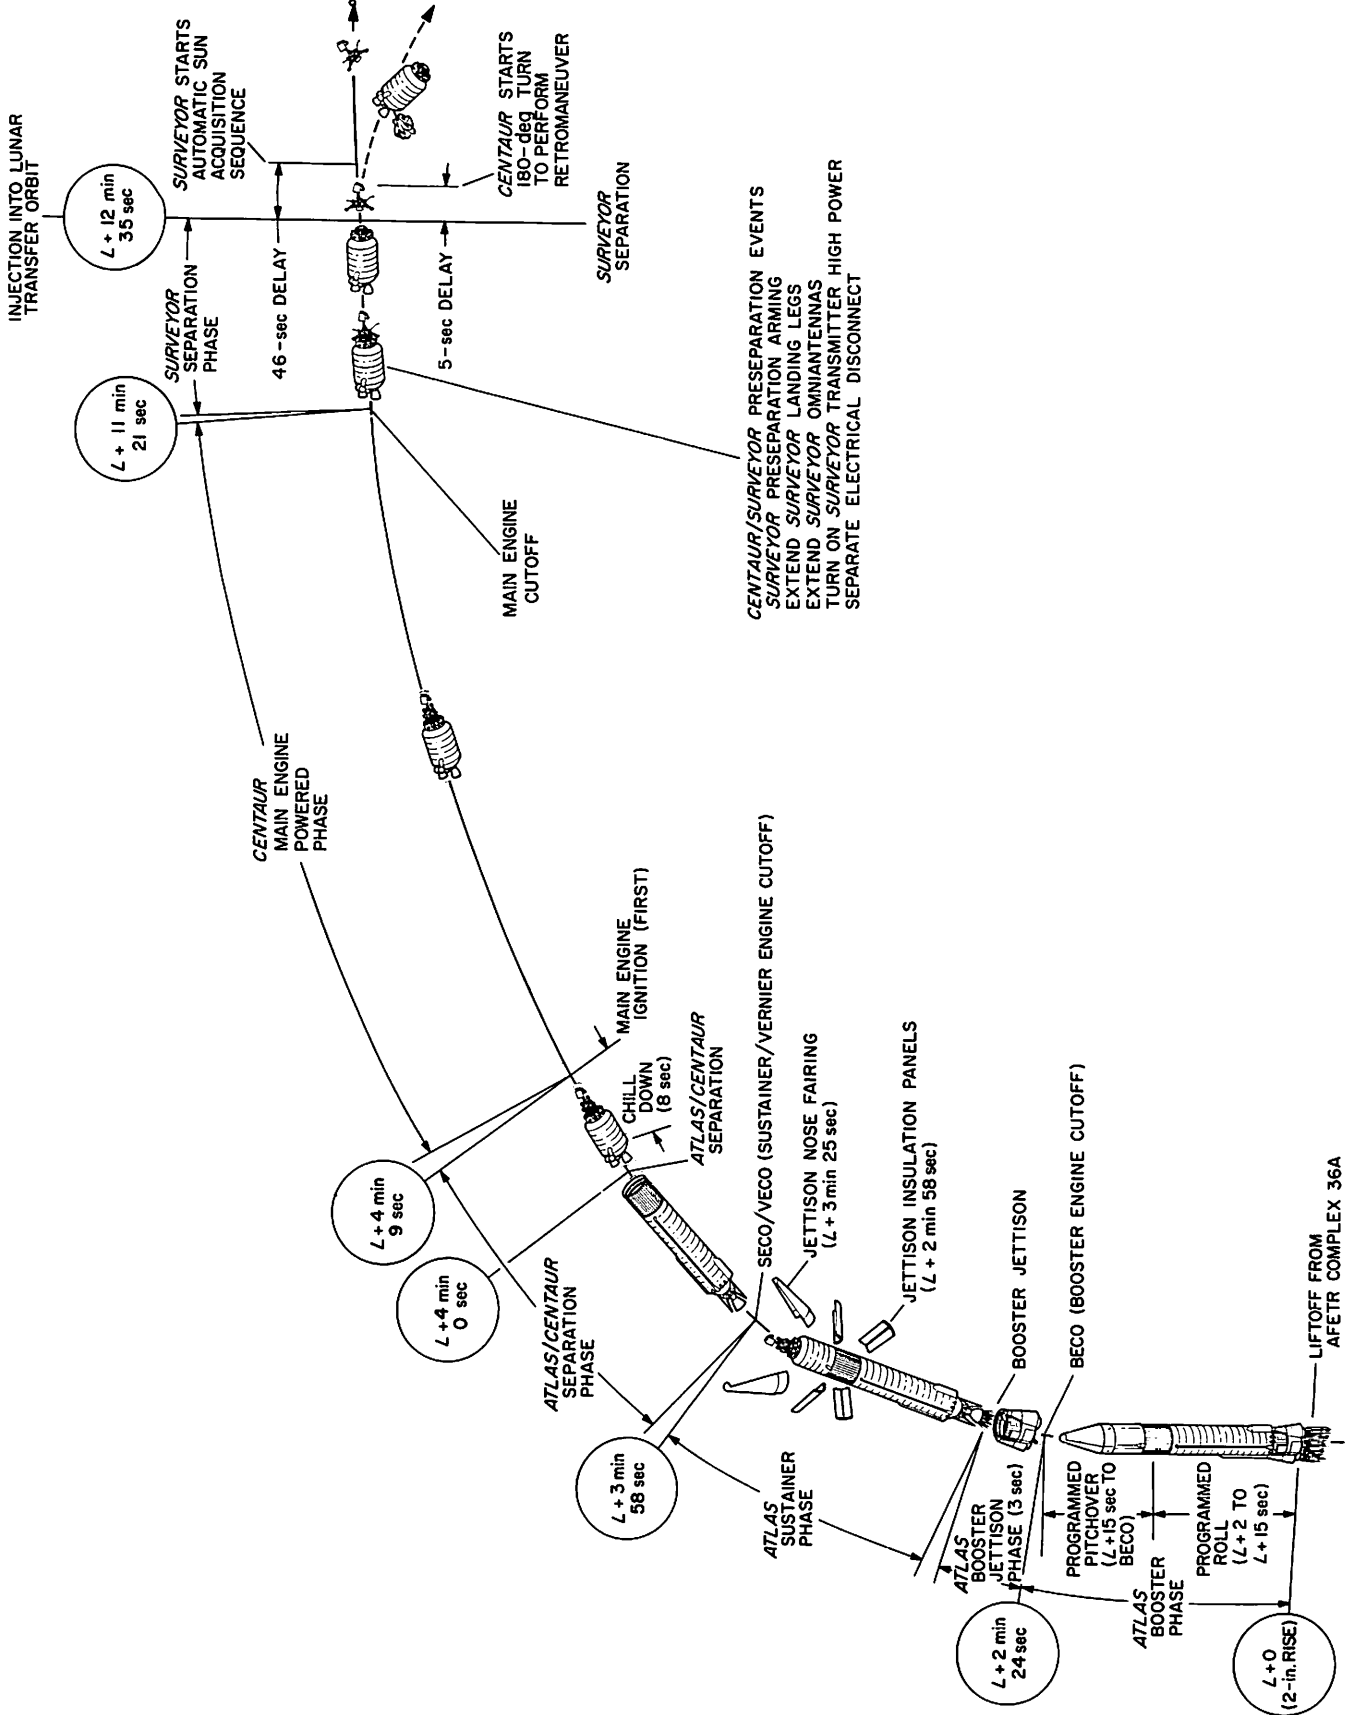 INJECTION INTO LUNAR
TRANSFER ORBIT
L + 12 min
35 sec
SURVEYOR STARTS
AUTOMATIC SUN
ACQUISITION
SEQUENCE
SURVEYOR
SEPARATION
PHASE
46-sec DELAY
L + 11 min
21 sec
5-sec DELAY
CENTAUR STARTS
180-deg TURN
TO PERFORM
RETROMANEUVER
SURVEYOR
SEPARATION
CENTAUR/SURVEYOR PRESEPARATION EVENTS
SURVEYOR PRESEPARATION ARMING
EXTEND SURVEYOR LANDING LEGS
EXTEND SURVEYOR OMNIANTENNAS
TURN ON SURVEYOR TRANSMITTER HIGH POWER
SEPARATE ELECTRICAL DISCONNECT
MAIN ENGINE
CUTOFF
CENTAUR
MAIN ENGINE
POWERED
PHASE
L + 4 min
9 sec
MAIN ENGINE
IGNITION (FIRST)
CHILL
DOWN
(8 sec)
ATLAS/CENTAUR
SEPARATION
L + 4 min
0 sec
ATLAS/CENTAUR
SEPARATION
PHASE
SECO/VECO (SUSTAINER/VERNIER ENGINE CUTOFF)
JETTISON NOSE FAIRING
(L + 3 min 25 sec)
JETTISON INSULATION PANELS
(L + 2 min 58 sec)
L + 3 min
58 sec
ATLAS
SUSTAINER
PHASE
BOOSTER JETTISON
BECO (BOOSTER ENGINE CUTOFF)
ATLAS
BOOSTER
JETTISON
PHASE (3 sec)
L + 2 min
24 sec
PROGRAMMED
PITCHOVER
(L + 15 sec TO
BECO)
PROGRAMMED
ROLL
(L + 2 TO
L + 15 sec)
ATLAS
BOOSTER
PHASE
L + 0
(2-in. RISE)
LIFTOFF FROM
AFETR COMPLEX 36A